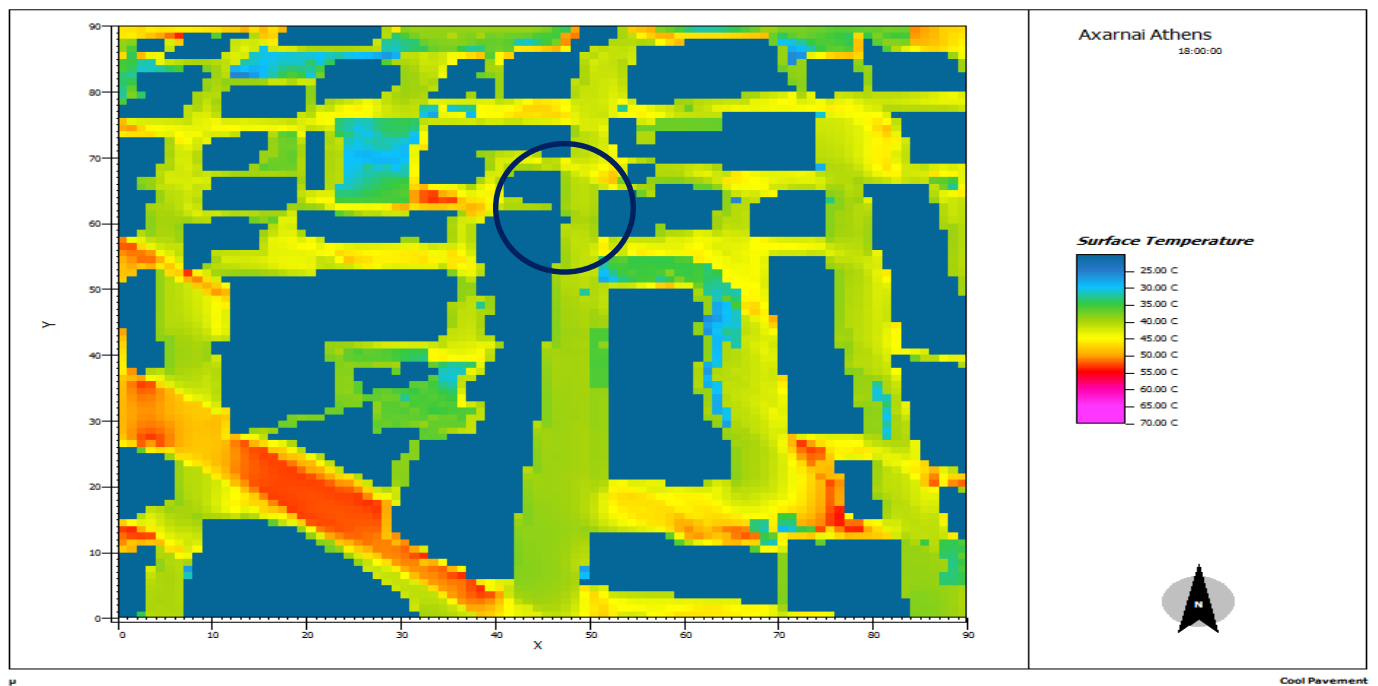 Axarnai Athens
18:00:00
90
80
70
60
50
40
30
20
10
0
Y
0 10 20 30 40 50 60 70 80 90
X
Surface Temperature
25.00 C
30.00 C
35.00 C
40.00 C
45.00 C
50.00 C
55.00 C
60.00 C
65.00 C
70.00 C
N
μ
Cool Pavement